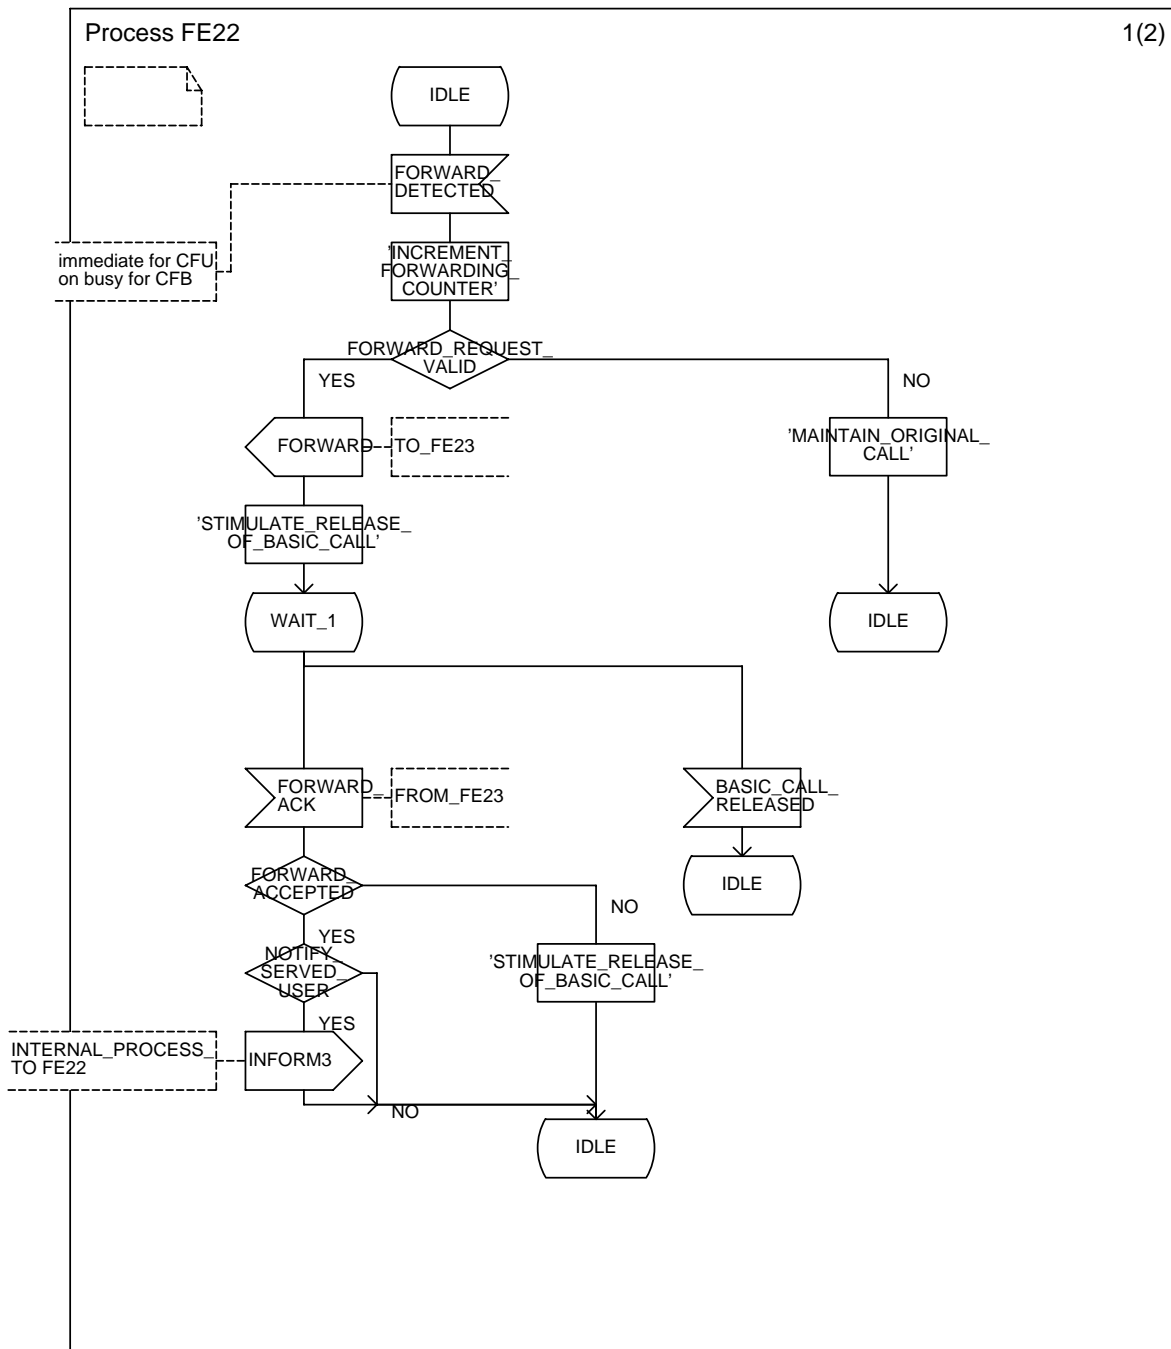 Process FE22
1(2)
IDLE
FORWARD_
DETECTED
immediate for CFU
on busy for CFB
'INCREMENT_
FORWARDING_
COUNTER'
FORWARD_REQUEST_
VALID
YES
NO
FORWARD
TO_FE23
'MAINTAIN_ORIGINAL_
CALL'
'STIMULATE_RELEASE_
OF_BASIC_CALL'
WAIT_1
IDLE
FORWARD_
ACK
FROM_FE23
BASIC_CALL_
RELEASED
FORWARD_
ACCEPTED
IDLE
NO
YES
NOTIFY_
SERVED_
USER
'STIMULATE_RELEASE_
OF_BASIC_CALL'
YES
INTERNAL_PROCESS_
TO FE22
INFORM3
NO
IDLE